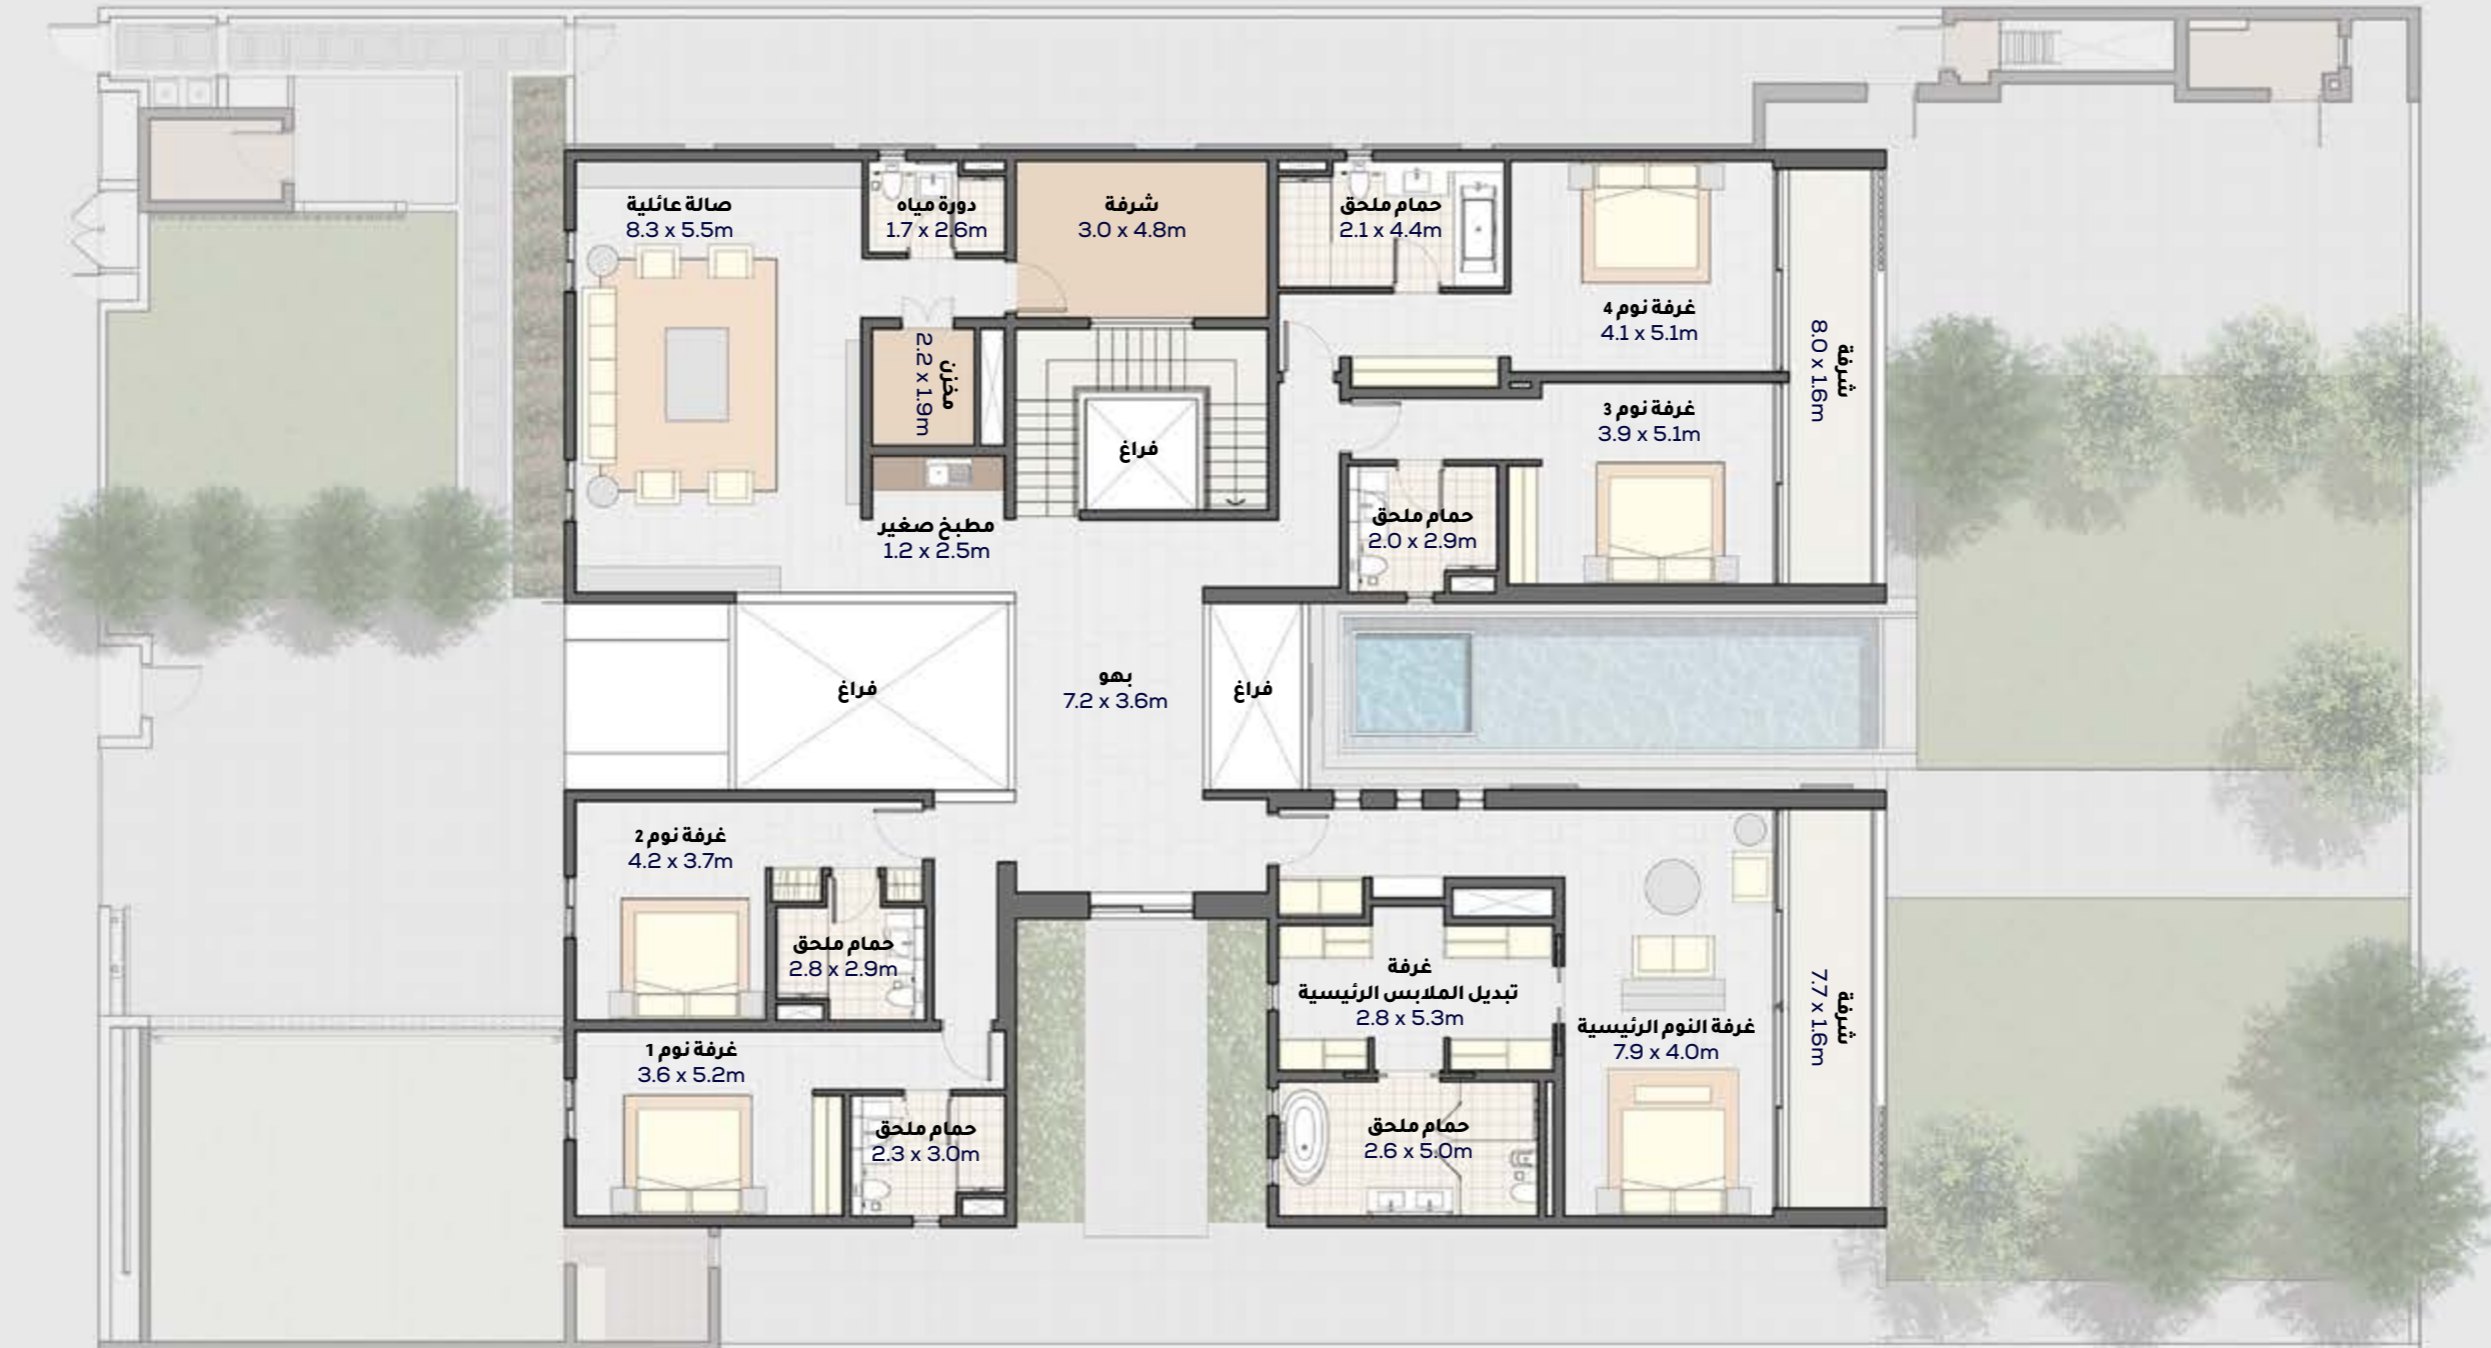 صالة عائلية
8.3 x 5.5m
دورة مياه
1.7 x 2.6m
شرفة
3.0 x 4.8m
حمام ملحق
2.1 x 4.4m
غرفة نوم 4
4.1 x 5.1m
شرفة
8.0 x 1.6m
مخزن
2.2 x 1.9m
غرفة نوم 3
3.9 x 5.1m
فراغ
مطبخ صغير
1.2 x 2.5m
حمام ملحق
2.0 x 2.9m
فراغ
بهو
7.2 x 3.6m
فراغ
غرفة نوم 2
4.2 x 3.7m
حمام ملحق
2.8 x 2.9m
غرفة
تبديل الملابس الرئيسية
2.8 x 5.3m
غرفة النوم الرئيسية
7.9 x 4.0m
شرفة
7.7 x 1.6m
غرفة نوم 1
3.6 x 5.2m
حمام ملحق
2.3 x 3.0m
حمام ملحق
2.6 x 5.0m